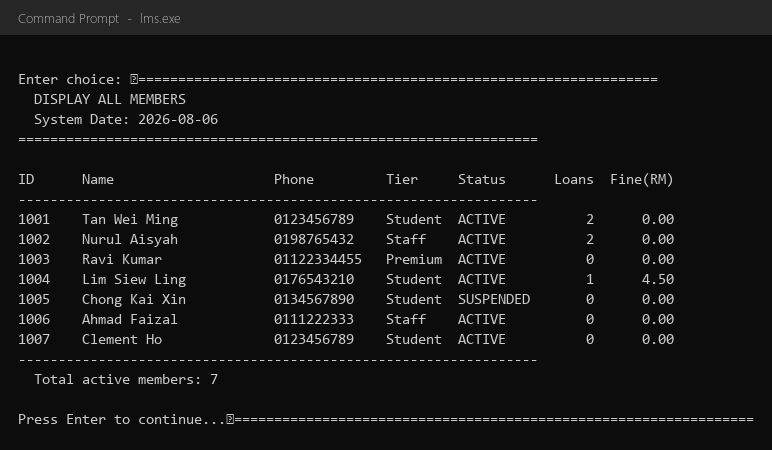 Command Prompt - lms.exe
Enter choice: =================================================================
DISPLAY ALL MEMBERS
System Date: 2026-08-06
=================================================================
ID Name Phone Tier Status Loans Fine(RM)
-----------------------------------------------------------------
1001 Tan Wei Ming 0123456789 Student ACTIVE 2 0.00
1002 Nurul Aisyah 0198765432 Staff ACTIVE 2 0.00
1003 Ravi Kumar 01122334455 Premium ACTIVE 0 0.00
1004 Lim Siew Ling 0176543210 Student ACTIVE 1 4.50
1005 Chong Kai Xin 0134567890 Student SUSPENDED 0 0.00
1006 Ahmad Faizal 0111222333 Staff ACTIVE 0 0.00
1007 Clement Ho 0123456789 Student ACTIVE 0 0.00
-----------------------------------------------------------------
Total active members: 7
Press Enter to continue...=================================================================